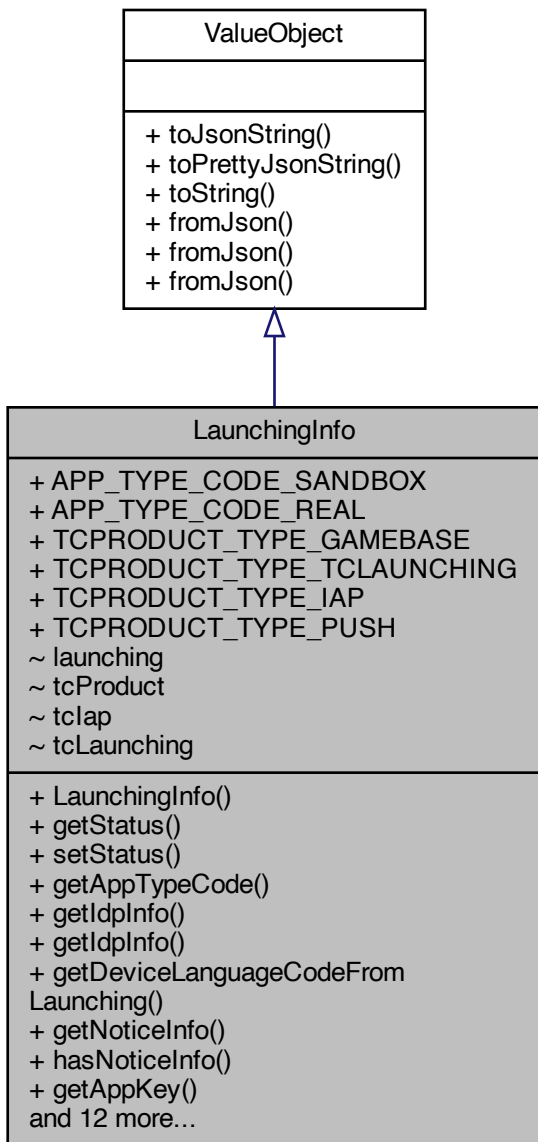 ValueObject
+ toJsonString()
+ toPrettyJsonString()
+ toString()
+ fromJson()
+ fromJson()
+ fromJson()
LaunchingInfo
+ APP_TYPE_CODE_SANDBOX
+ APP_TYPE_CODE_REAL
+ TCPRODUCT_TYPE_GAMEBASE
+ TCPRODUCT_TYPE_TCLAUNCHING
+ TCPRODUCT_TYPE_IAP
+ TCPRODUCT_TYPE_PUSH
~ launching
~ tcProduct
~ tcIap
~ tcLaunching
+ LaunchingInfo()
+ getStatus()
+ setStatus()
+ getAppTypeCode()
+ getIdpInfo()
+ getIdpInfo()
+ getDeviceLanguageCodeFrom
Launching()
+ getNoticeInfo()
+ hasNoticeInfo()
+ getAppKey()
and 12 more...